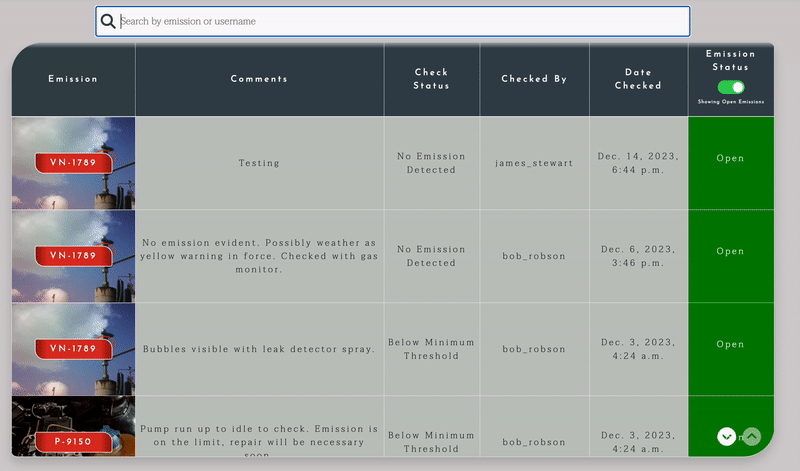 Search by emission or username
Emission
Comments
Check
Status
Checked By
Date
Checked
Emission
Status
Showing Open Emissions
VN-1789
Testing
No Emission
Detected
james_stewart
Dec. 14, 2023,
6:44 p.m.
Open
VN-1789
No emission evident. Possibly weather as
yellow warning in force. Checked with gas
monitor.
No Emission
Detected
bob_robson
Dec. 6, 2023,
3:46 p.m.
Open
VN-1789
Bubbles visible with leak detector spray.
Below Minimum
Threshold
bob_robson
Dec. 3, 2023,
4:24 a.m.
Open
P-9150
Pump run up to idle to check. Emission is
on the limit, repair will be necessary
soon
Below Minimum
Threshold
bob_robson
Dec. 3, 2023,
4:24 a.m.